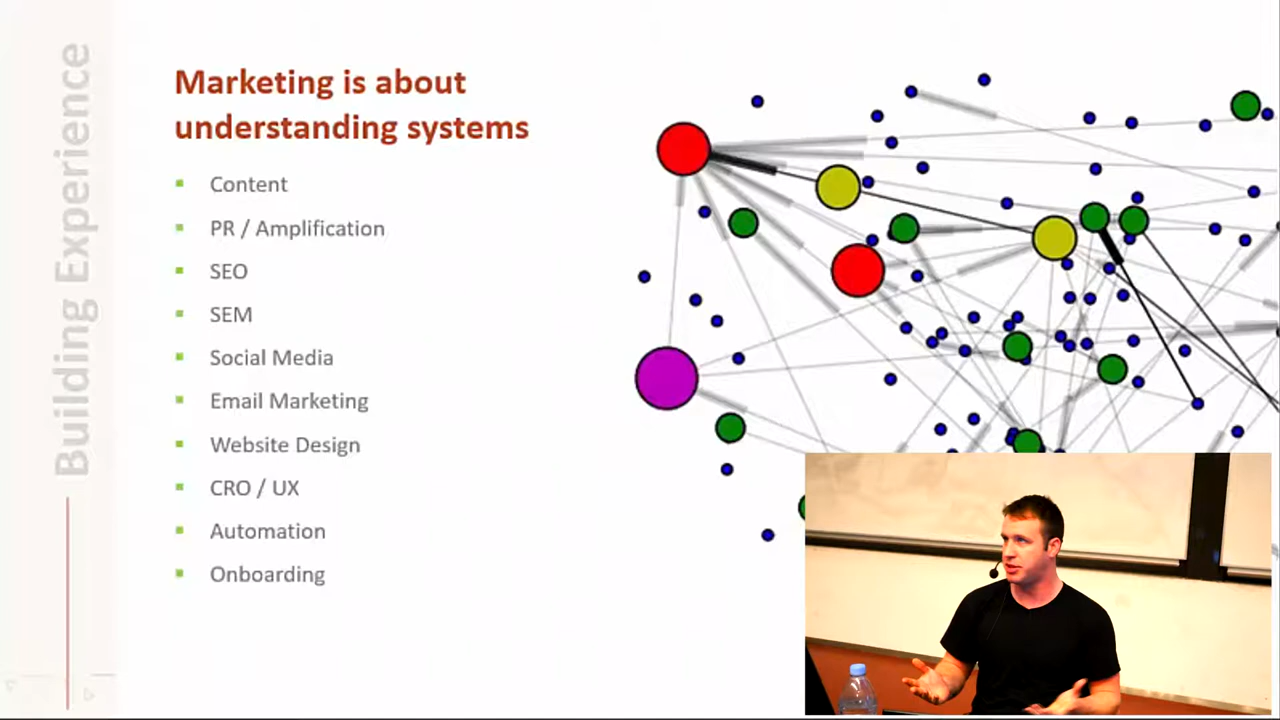 Building Experience
Marketing is about
understanding systems
Content
PR / Amplification
SEO
SEM
Social Media
Email Marketing
Website Design
CRO / UX
Automation
Onboarding